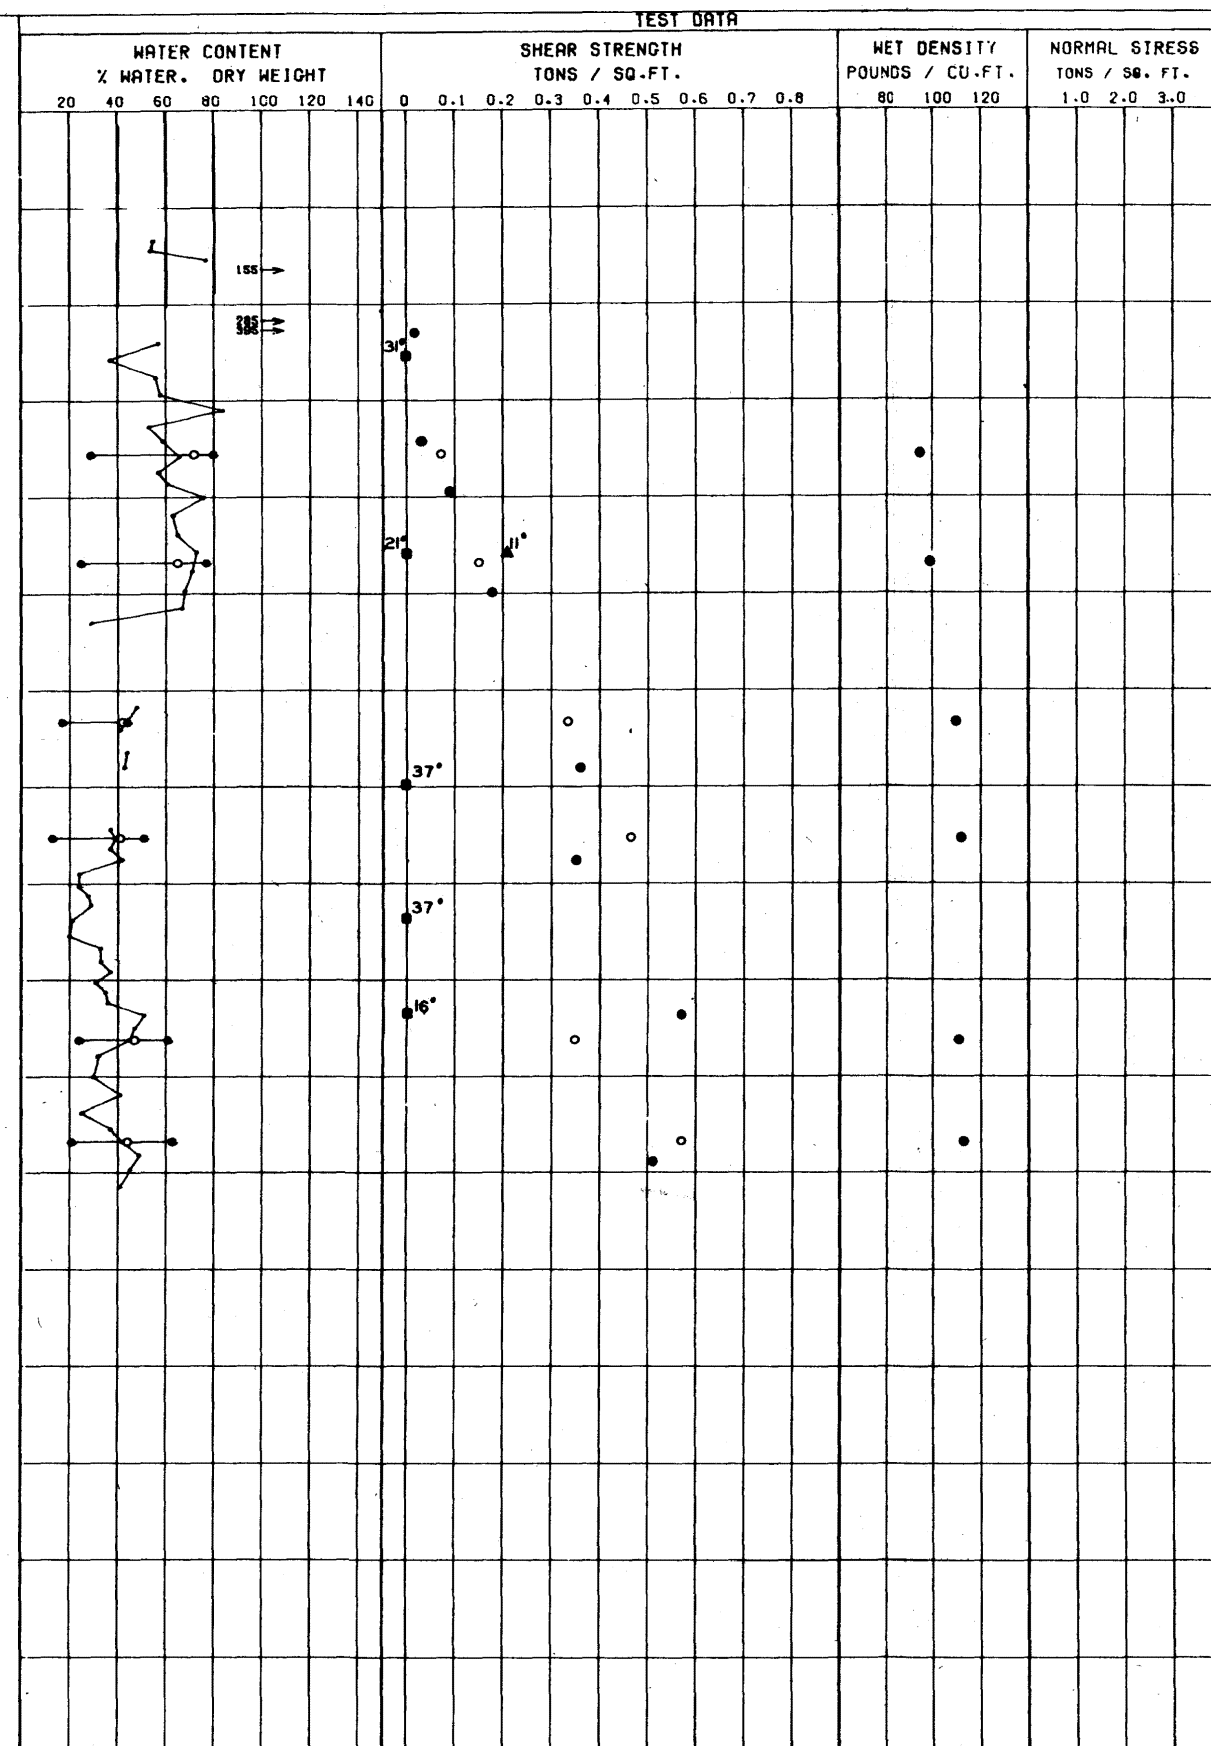 TEST DATA
WATER CONTENT
% WATER. DRY WEIGHT
20 40 60 80 100 120 140
SHEAR STRENGTH
TONS / SQ.FT.
0 0.1 0.2 0.3 0.4 0.5 0.6 0.7 0.8
WET DENSITY
POUNDS / CU.FT.
80 100 120
NORMAL STRESS
TONS / SQ. FT.
1.0 2.0 3.0
155
31°
21°
11°
37°
37°
16°